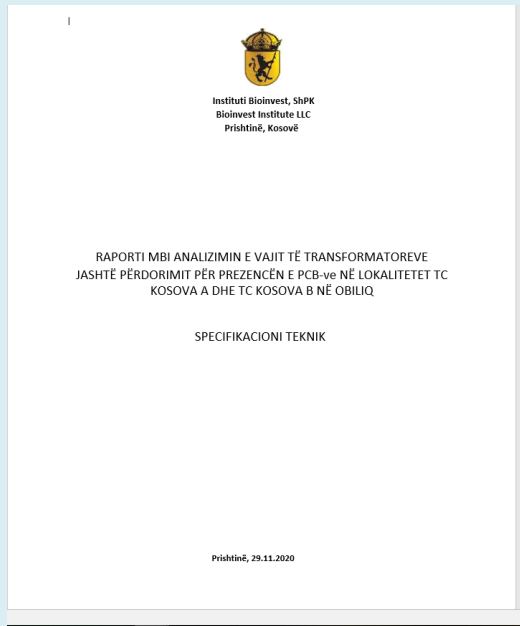 Instituti Bioinvest, ShPK
Bioinvest Institute LLC
Prishtinë, Kosovë
RAPORTI MBI ANALIZIMIN E VAJIT TË TRANSFORMATOREVE
JASHTË PËRDORIMIT PËR PREZENCËN E PCB-ve NË LOKALITETET TC
KOSOVA A DHE TC KOSOVA B NË OBILIQ
SPECIFIKACIONI TEKNIK
Prishtinë, 29.11.2020